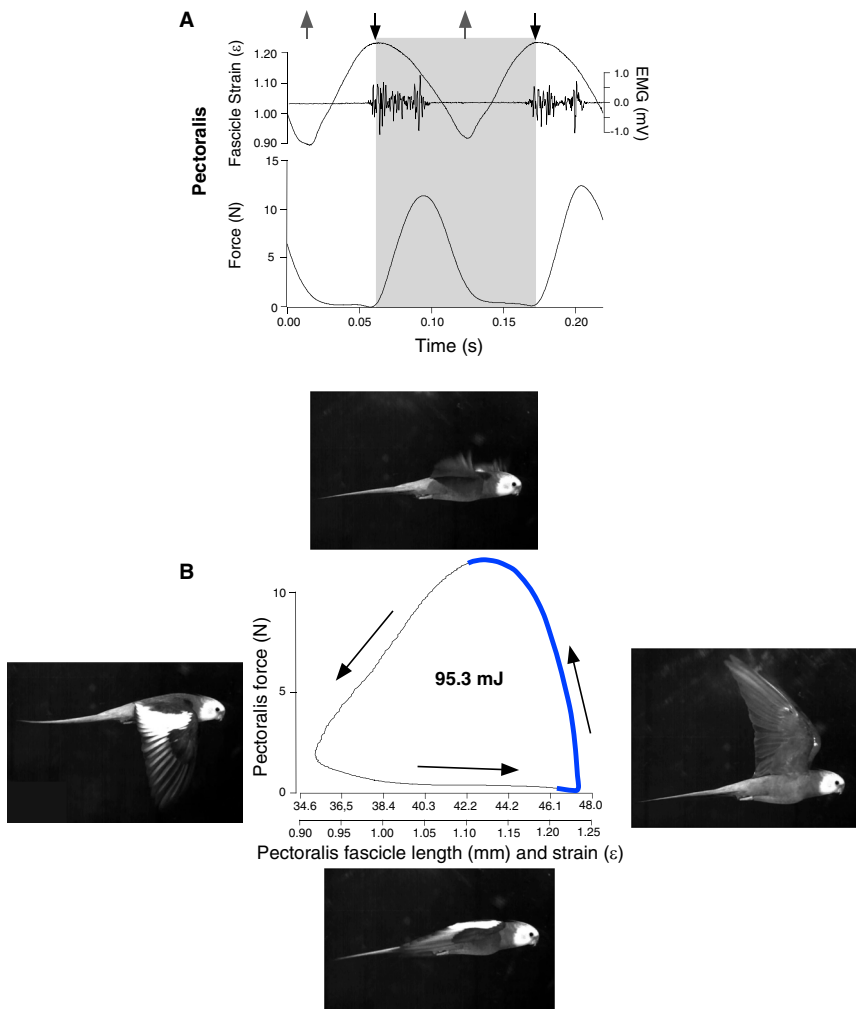 A
Pectoralis
Fascicle Strain (ε)
1.20
1.10
1.00
0.90
1.0
0.0
-1.0
EMG (mV)
Force (N)
15
10
5
0
0.00 0.05 0.10 0.15 0.20
Time (s)
B
Pectoralis force (N)
10
5
0
95.3 mJ
34.6 36,5 38.4 40.3 42.2 44.2 46.1 48.0
0.90 0.95 1.00 1.05 1.10 1.15 1.20 1.25
Pectoralis fascicle length (mm) and strain (ε)